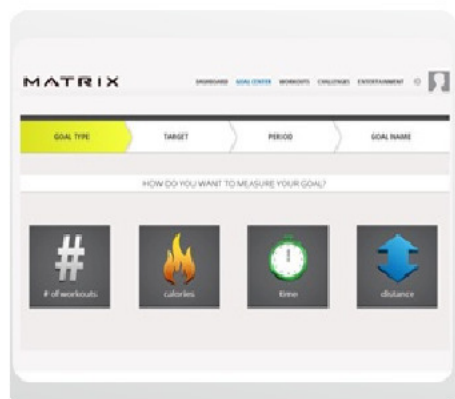 MATRIX
DASHBOARD GOAL CENTER WORKOUTS CHALLENGES ENTERTAINMENT
GOAL TYPE TARGET PERIOD GOAL NAME
HOW DO YOU WANT TO MEASURE YOUR GOAL?
# of workouts calories time distance